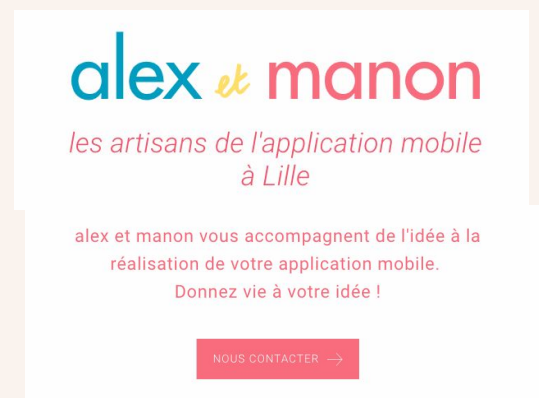 alex et manon
les artisans de l'application mobile
à Lille
alex et manon vous accompagnent de l'idée à la
réalisation de votre application mobile.
Donnez vie à votre idée !
NOUS CONTACTER →